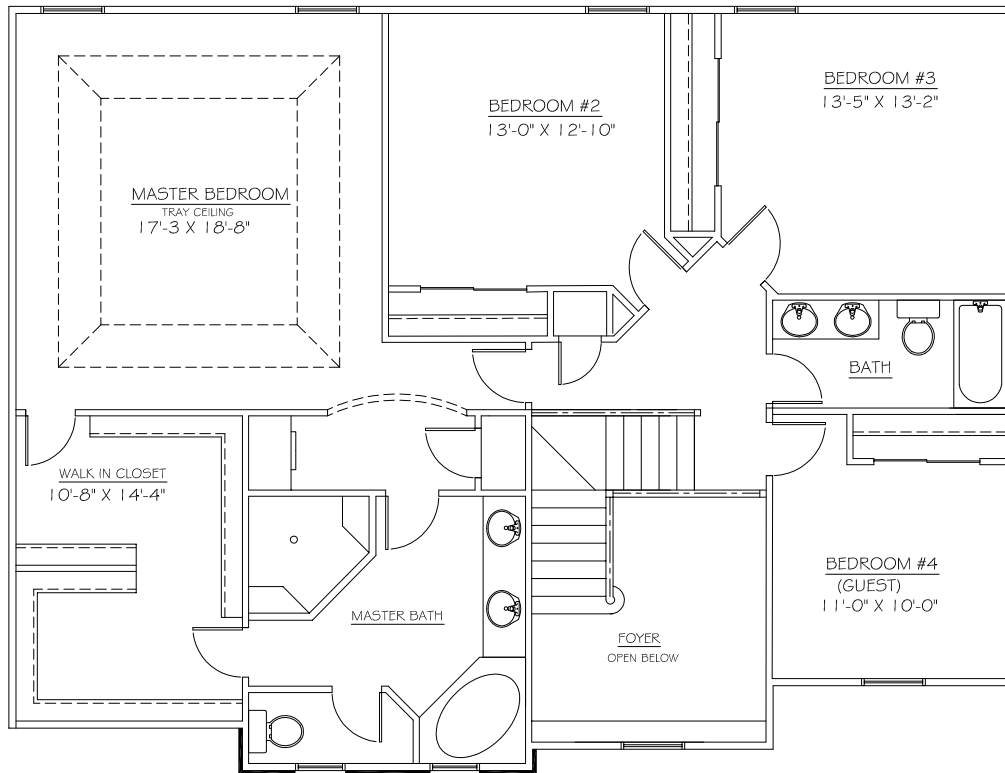 BEDROOM #3
13'-5" X 13'-2"
BEDROOM #2
13'-0" X 12'-10"
MASTER BEDROOM
TRAY CEILING
17'-3 X 18'-8"
BATH
WALK IN CLOSET
10'-8" X 14'-4"
BEDROOM #4
(GUEST)
11'-0" X 10'-0"
MASTER BATH
FOYER
OPEN BELOW